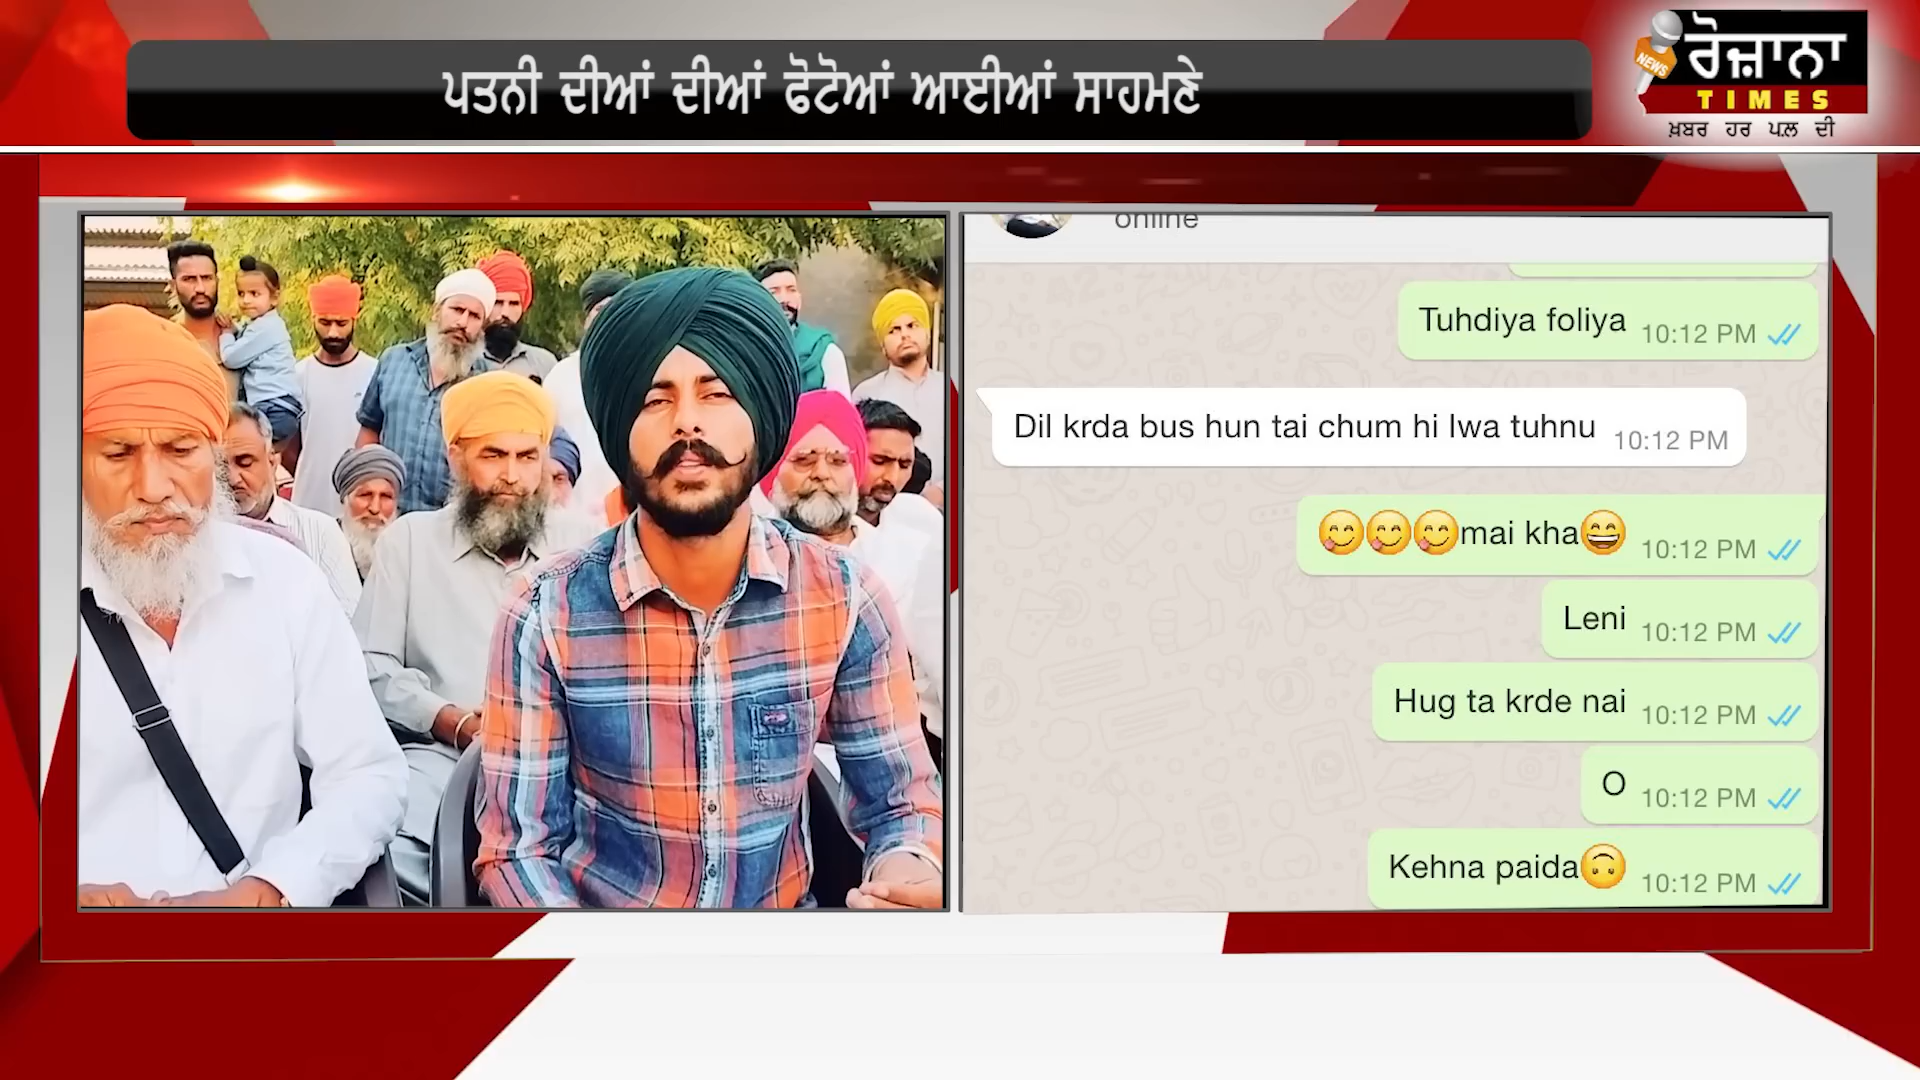 ਪਤਨੀ ਦੀਆਂ ਦੀਆਂ ਫੋਟੋਆਂ ਆਈਆਂ ਸਾਹਮਣੇ
NEWS
ਰੋਜ਼ਾਨਾ
TIMES
ਖ਼ਬਰ ਹਰ ਪਲ ਦੀ
online
Tuhdiya foliya 10:12 PM
Dil krda bus hun tai chum hi lwa tuhnu 10:12 PM
😋😋😋mai kha😄 10:12 PM
Leni 10:12 PM
Hug ta krde nai 10:12 PM
O 10:12 PM
Kehna paida🙃 10:12 PM